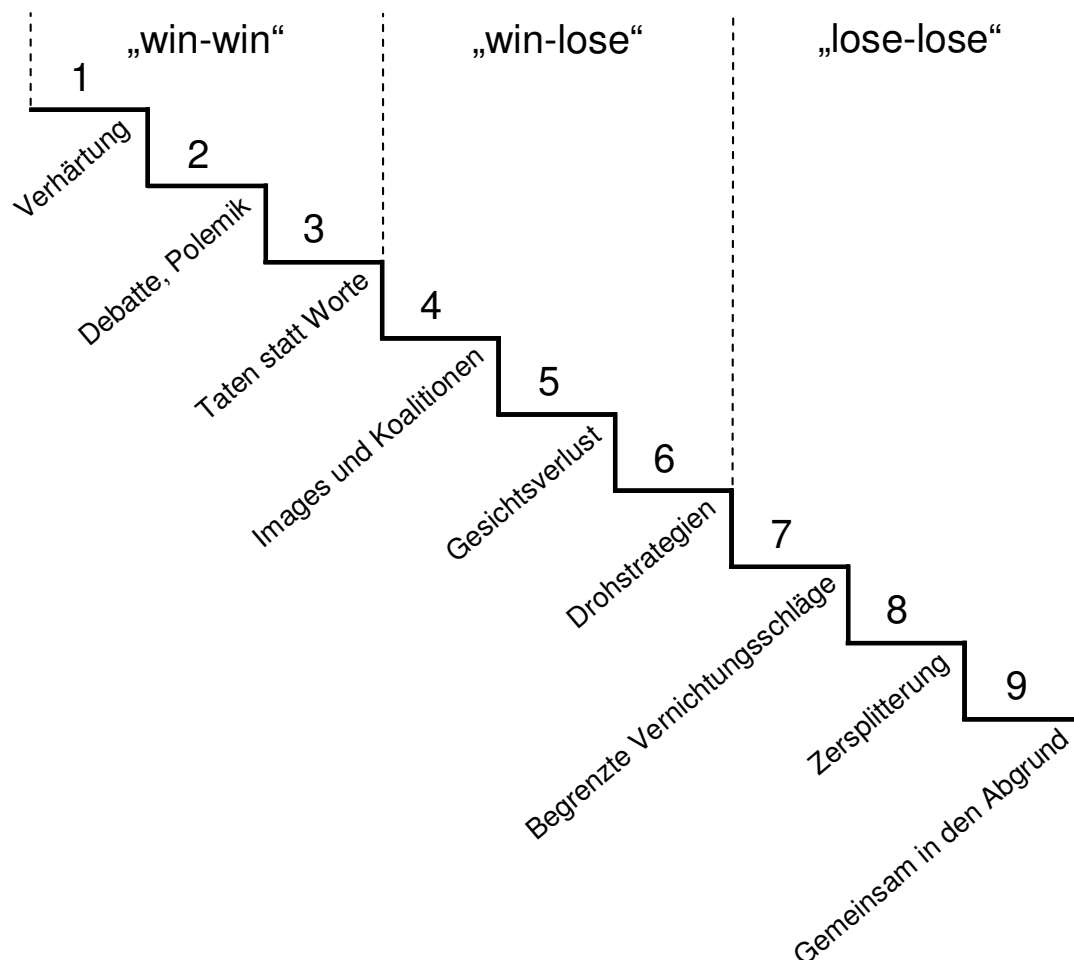 „win-win“
„win-lose“
„lose-lose“
1
Verhärtung
2
Debatte, Polemik
3
Taten statt Worte
4
Images und Koalitionen
5
Gesichtsverlust
6
Drohstrategien
7
Begrenzte Vernichtungsschläge
8
Zersplitterung
9
Gemeinsam in den Abgrund